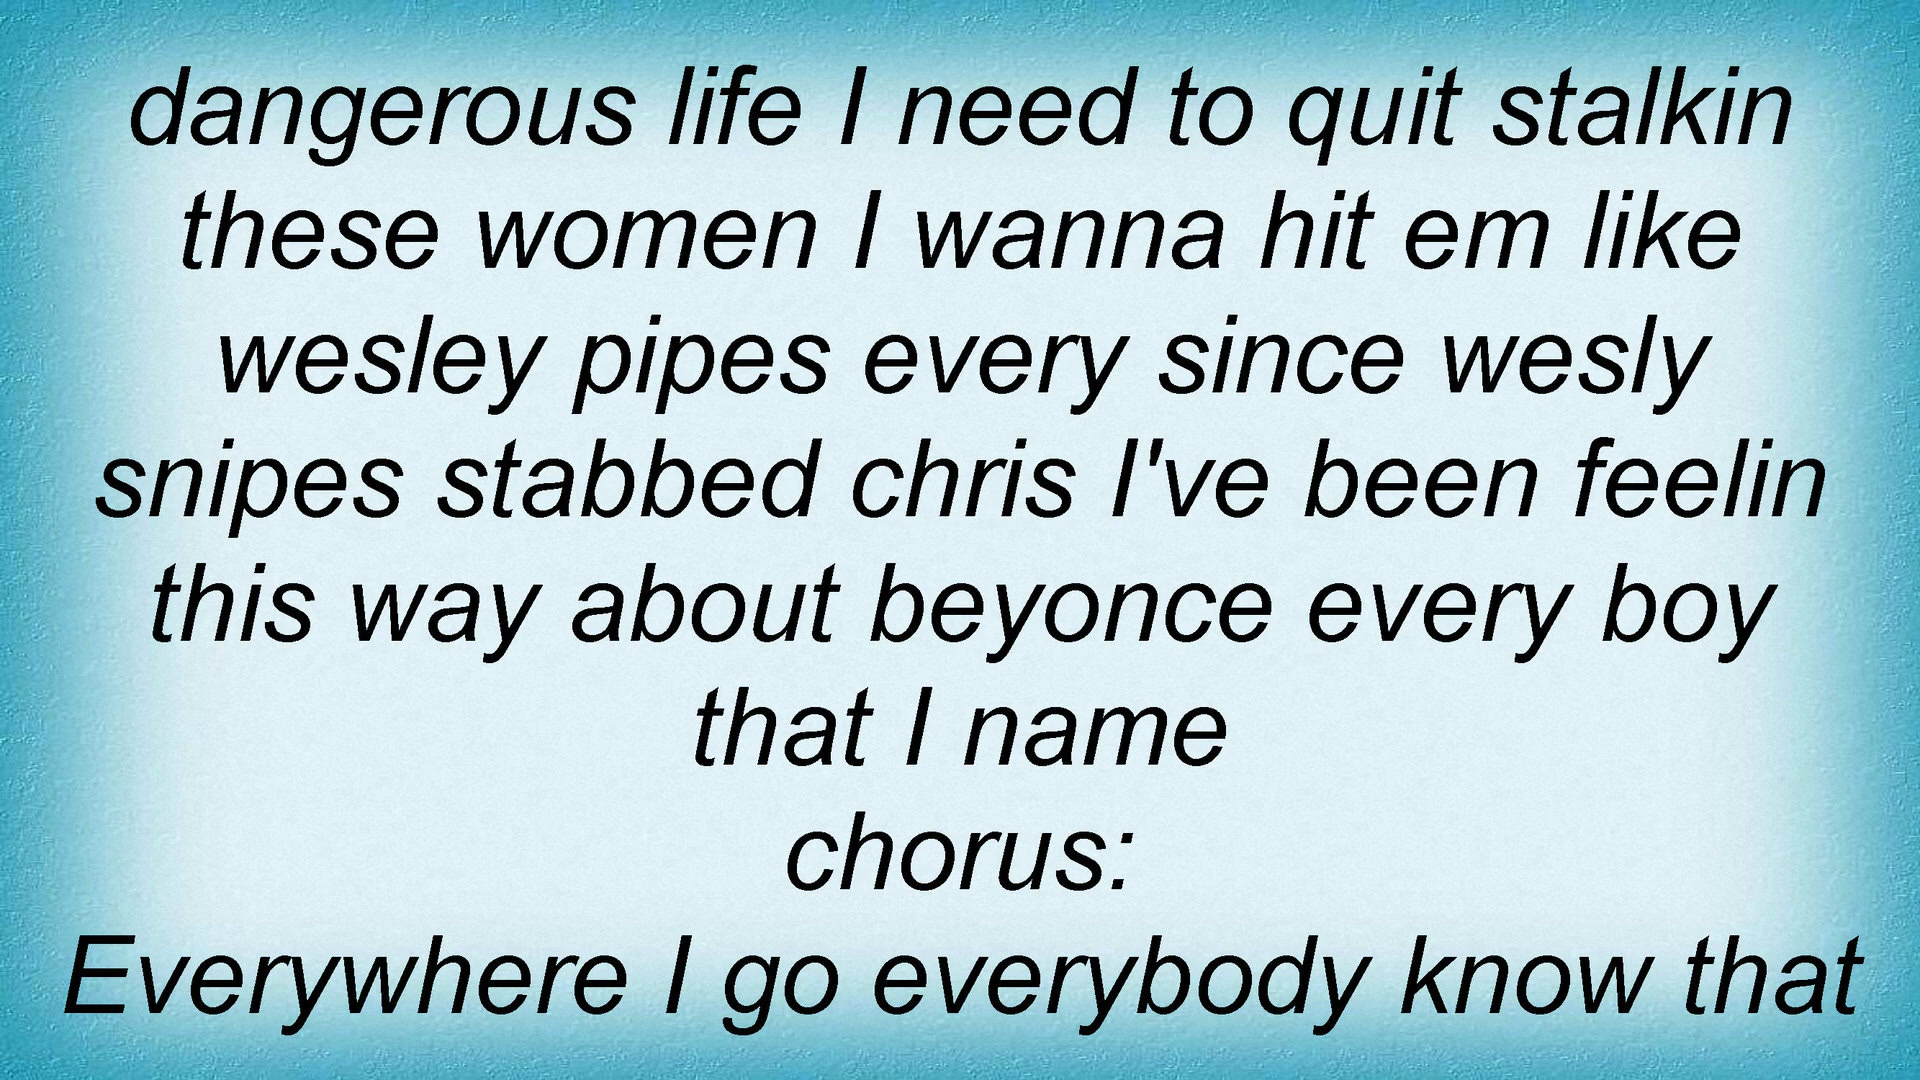 dangerous life I need to quit stalkin
these women I wanna hit em like
wesley pipes every since wesly
snipes stabbed chris I've been feelin
this way about beyonce every boy
that I name
chorus:
Everywhere I go everybody know that